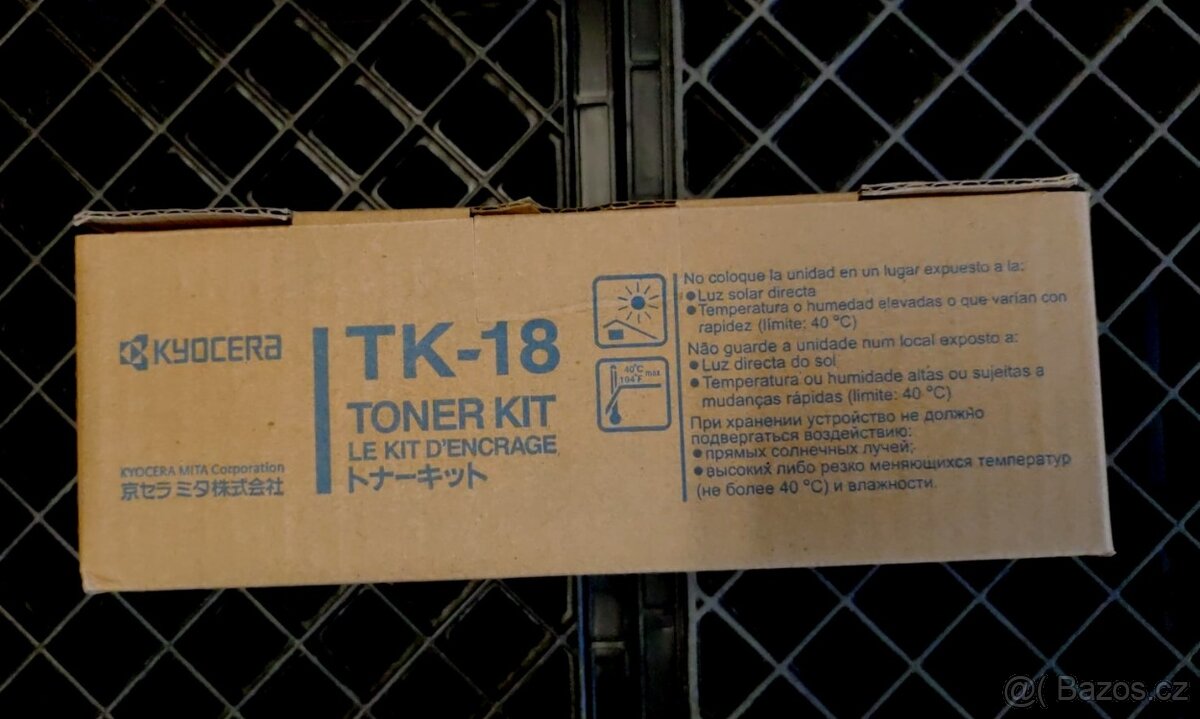 KYOCERA
KYOCERA MITA Corporation
京セラ ミタ株式会社
TK-18
TONER KIT
LE KIT D'ENCRAGE
トナーキット
40°C max
104°F
No coloque la unidad en un lugar expuesto a la:
●Luz solar directa
●Temperatura o humedad elevadas o que varían con
rapidez (límite: 40 °C)
Não guarde a unidade num local exposto a:
●Luz directa do sol
●Temperatura ou humidade altas ou sujeitas a
mudanças rápidas (limite: 40 °C)
При хранении устройство не должно
подвергаться воздействию:
●прямых солнечных лучей;
●высоких либо резко меняющихся температур
(не более 40 °C) и влажности.
@( Bazos.cz